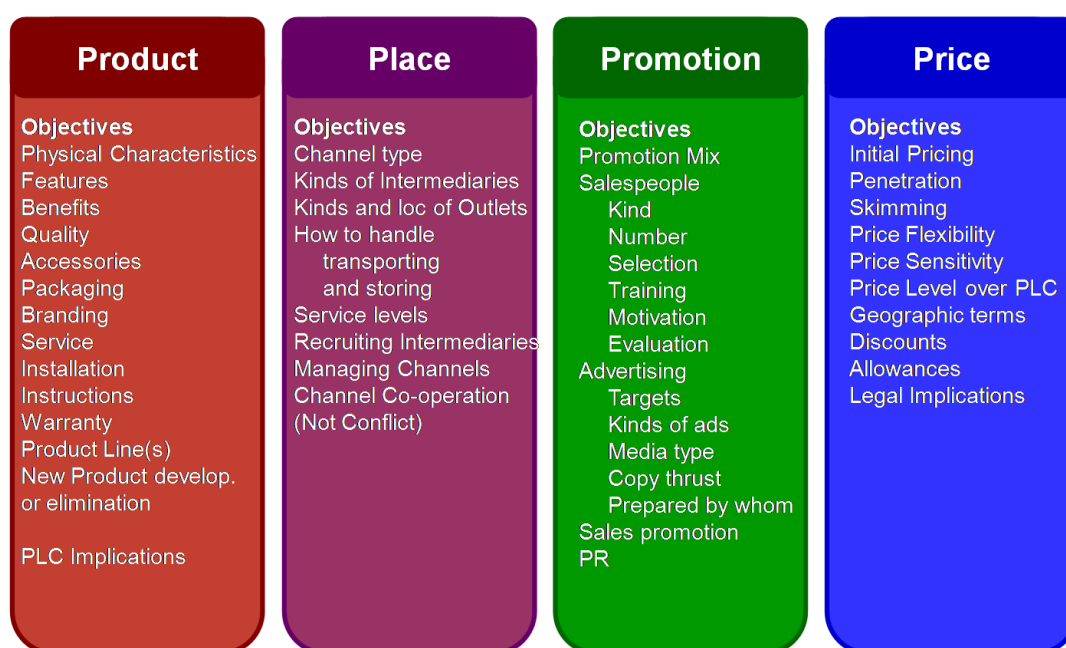 Product
Objectives
Physical Characteristics
Features
Benefits
Quality
Accessories
Packaging
Branding
Service
Installation
Instructions
Warranty
Product Line(s)
New Product develop.
or elimination
PLC Implications
Place
Objectives
Channel type
Kinds of Intermediaries
Kinds and loc of Outlets
How to handle
transporting
and storing
Service levels
Recruiting Intermediaries
Managing Channels
Channel Co-operation
(Not Conflict)
Promotion
Objectives
Promotion Mix
Salespeople
Kind
Number
Selection
Training
Motivation
Evaluation
Advertising
Targets
Kinds of ads
Media type
Copy thrust
Prepared by whom
Sales promotion
PR
Price
Objectives
Initial Pricing
Penetration
Skimming
Price Flexibility
Price Sensitivity
Price Level over PLC
Geographic terms
Discounts
Allowances
Legal Implications